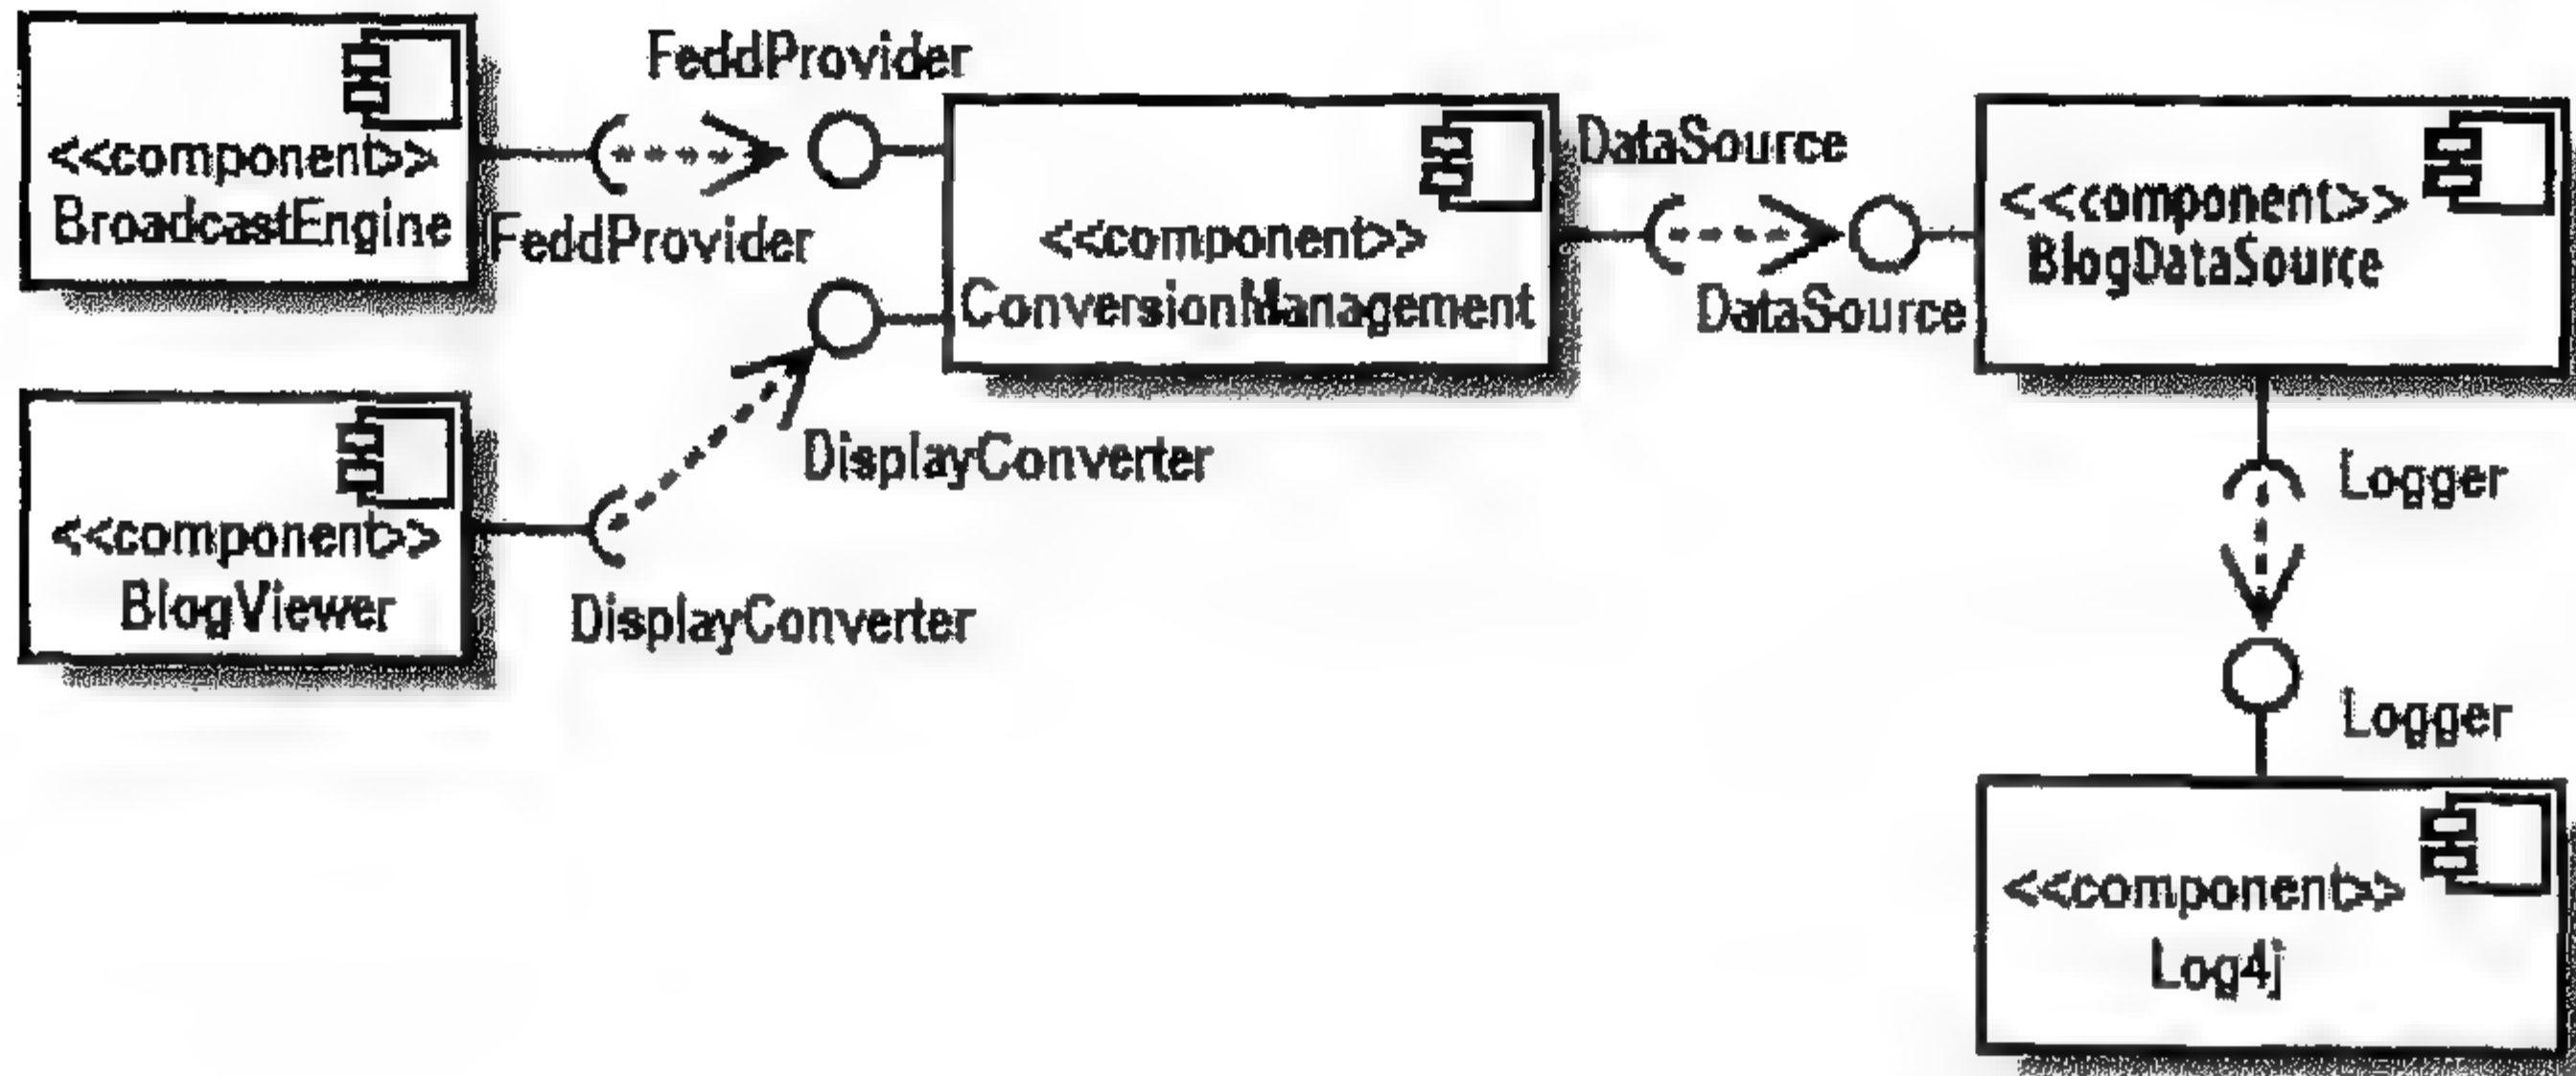 FeddProvider
<<component>>
BroadcastEngine
FeddProvider
<<component>>
ConversionManagement
DataSource
DataSource
<<component>>
BlogDataSource
<<component>>
BlogViewer
DisplayConverter
DisplayConverter
Logger
Logger
<<component>>
Log4j